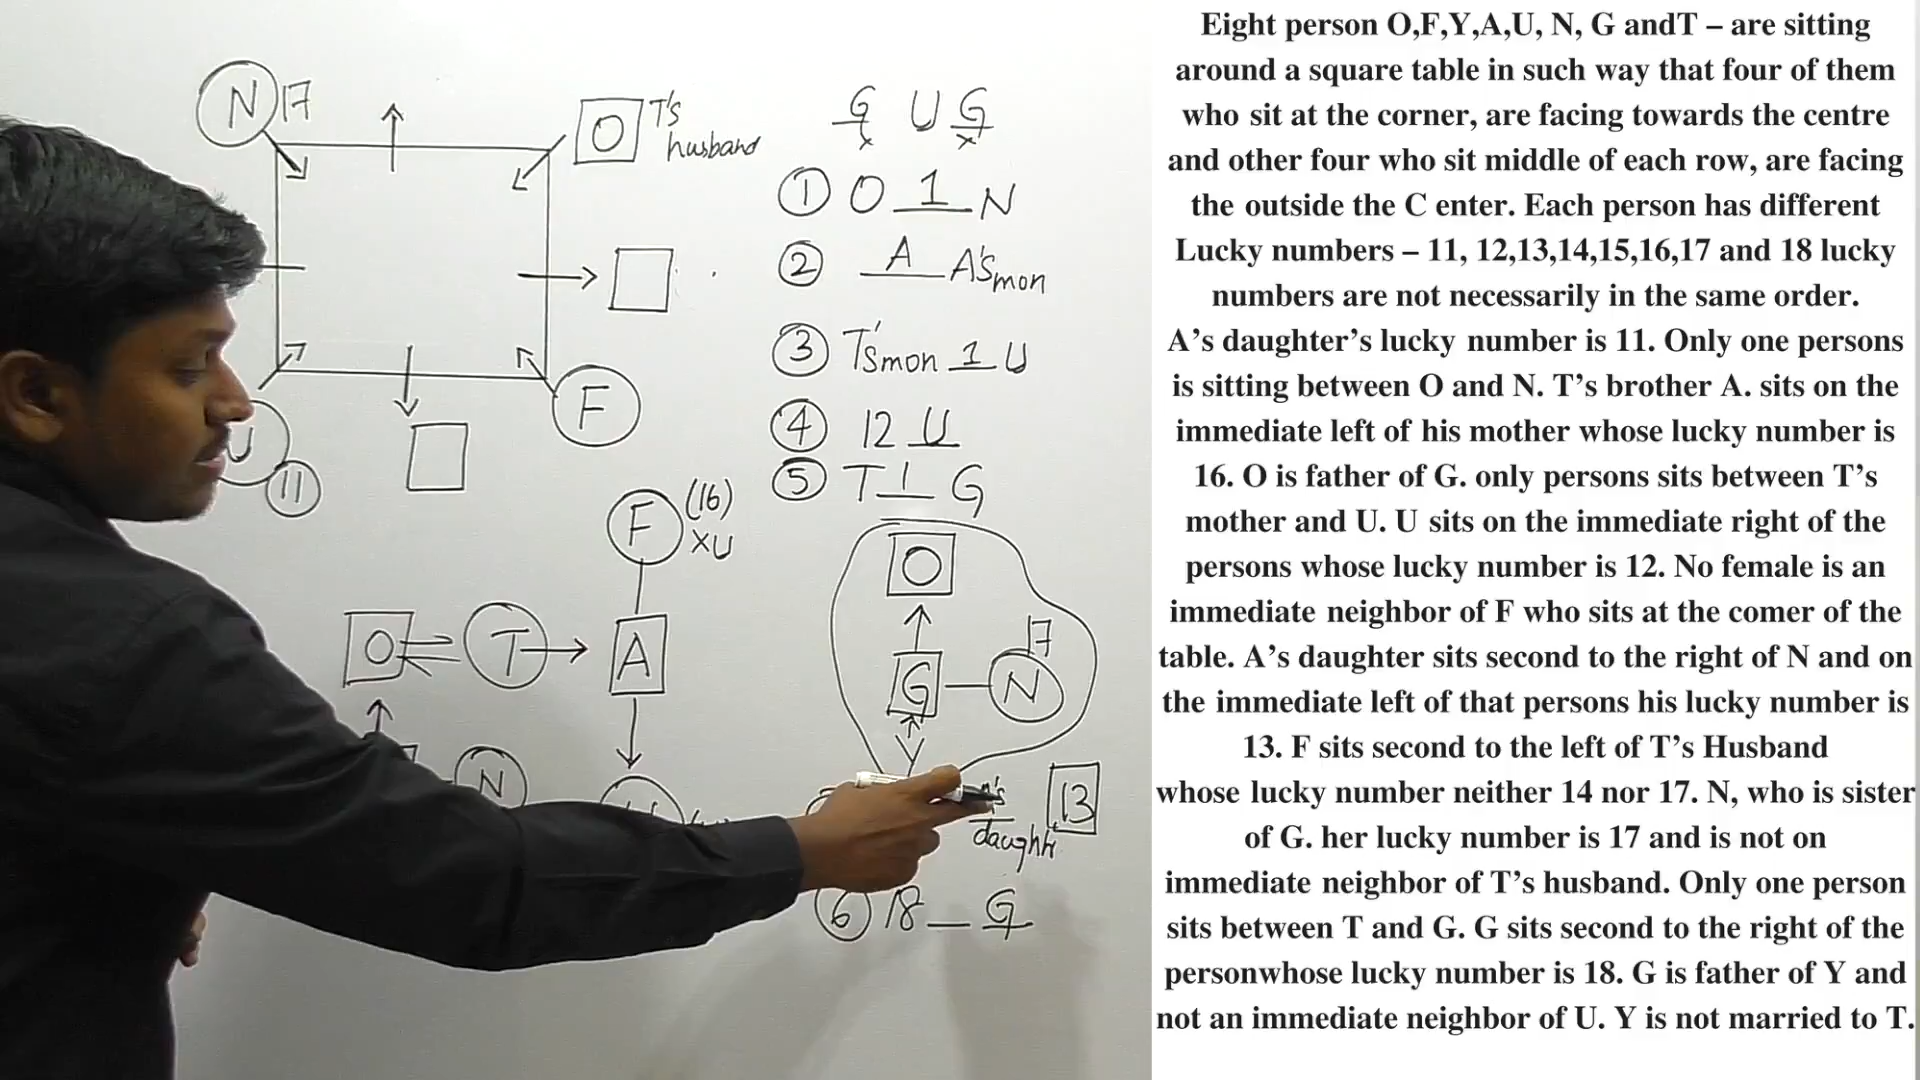 N 17
O T's
husband
F
U
11
G U G
x x
① O 1 N
② A A's mon
③ T's mon 1 U
④ 12 U
⑤ T 1 G
F (16)
XU
O = T → A
N
O
17
G — N
Y
daught
13
⑥ 18 _ G
Eight person O,F,Y,A,U, N, G andT – are sitting
around a square table in such way that four of them
who sit at the corner, are facing towards the centre
and other four who sit middle of each row, are facing
the outside the C enter. Each person has different
Lucky numbers – 11, 12,13,14,15,16,17 and 18 lucky
numbers are not necessarily in the same order.
A’s daughter’s lucky number is 11. Only one persons
is sitting between O and N. T’s brother A. sits on the
immediate left of his mother whose lucky number is
16. O is father of G. only persons sits between T’s
mother and U. U sits on the immediate right of the
persons whose lucky number is 12. No female is an
immediate neighbor of F who sits at the comer of the
table. A’s daughter sits second to the right of N and on
the immediate left of that persons his lucky number is
13. F sits second to the left of T’s Husband
whose lucky number neither 14 nor 17. N, who is sister
of G. her lucky number is 17 and is not on
immediate neighbor of T’s husband. Only one person
sits between T and G. G sits second to the right of the
personwhose lucky number is 18. G is father of Y and
not an immediate neighbor of U. Y is not married to T.